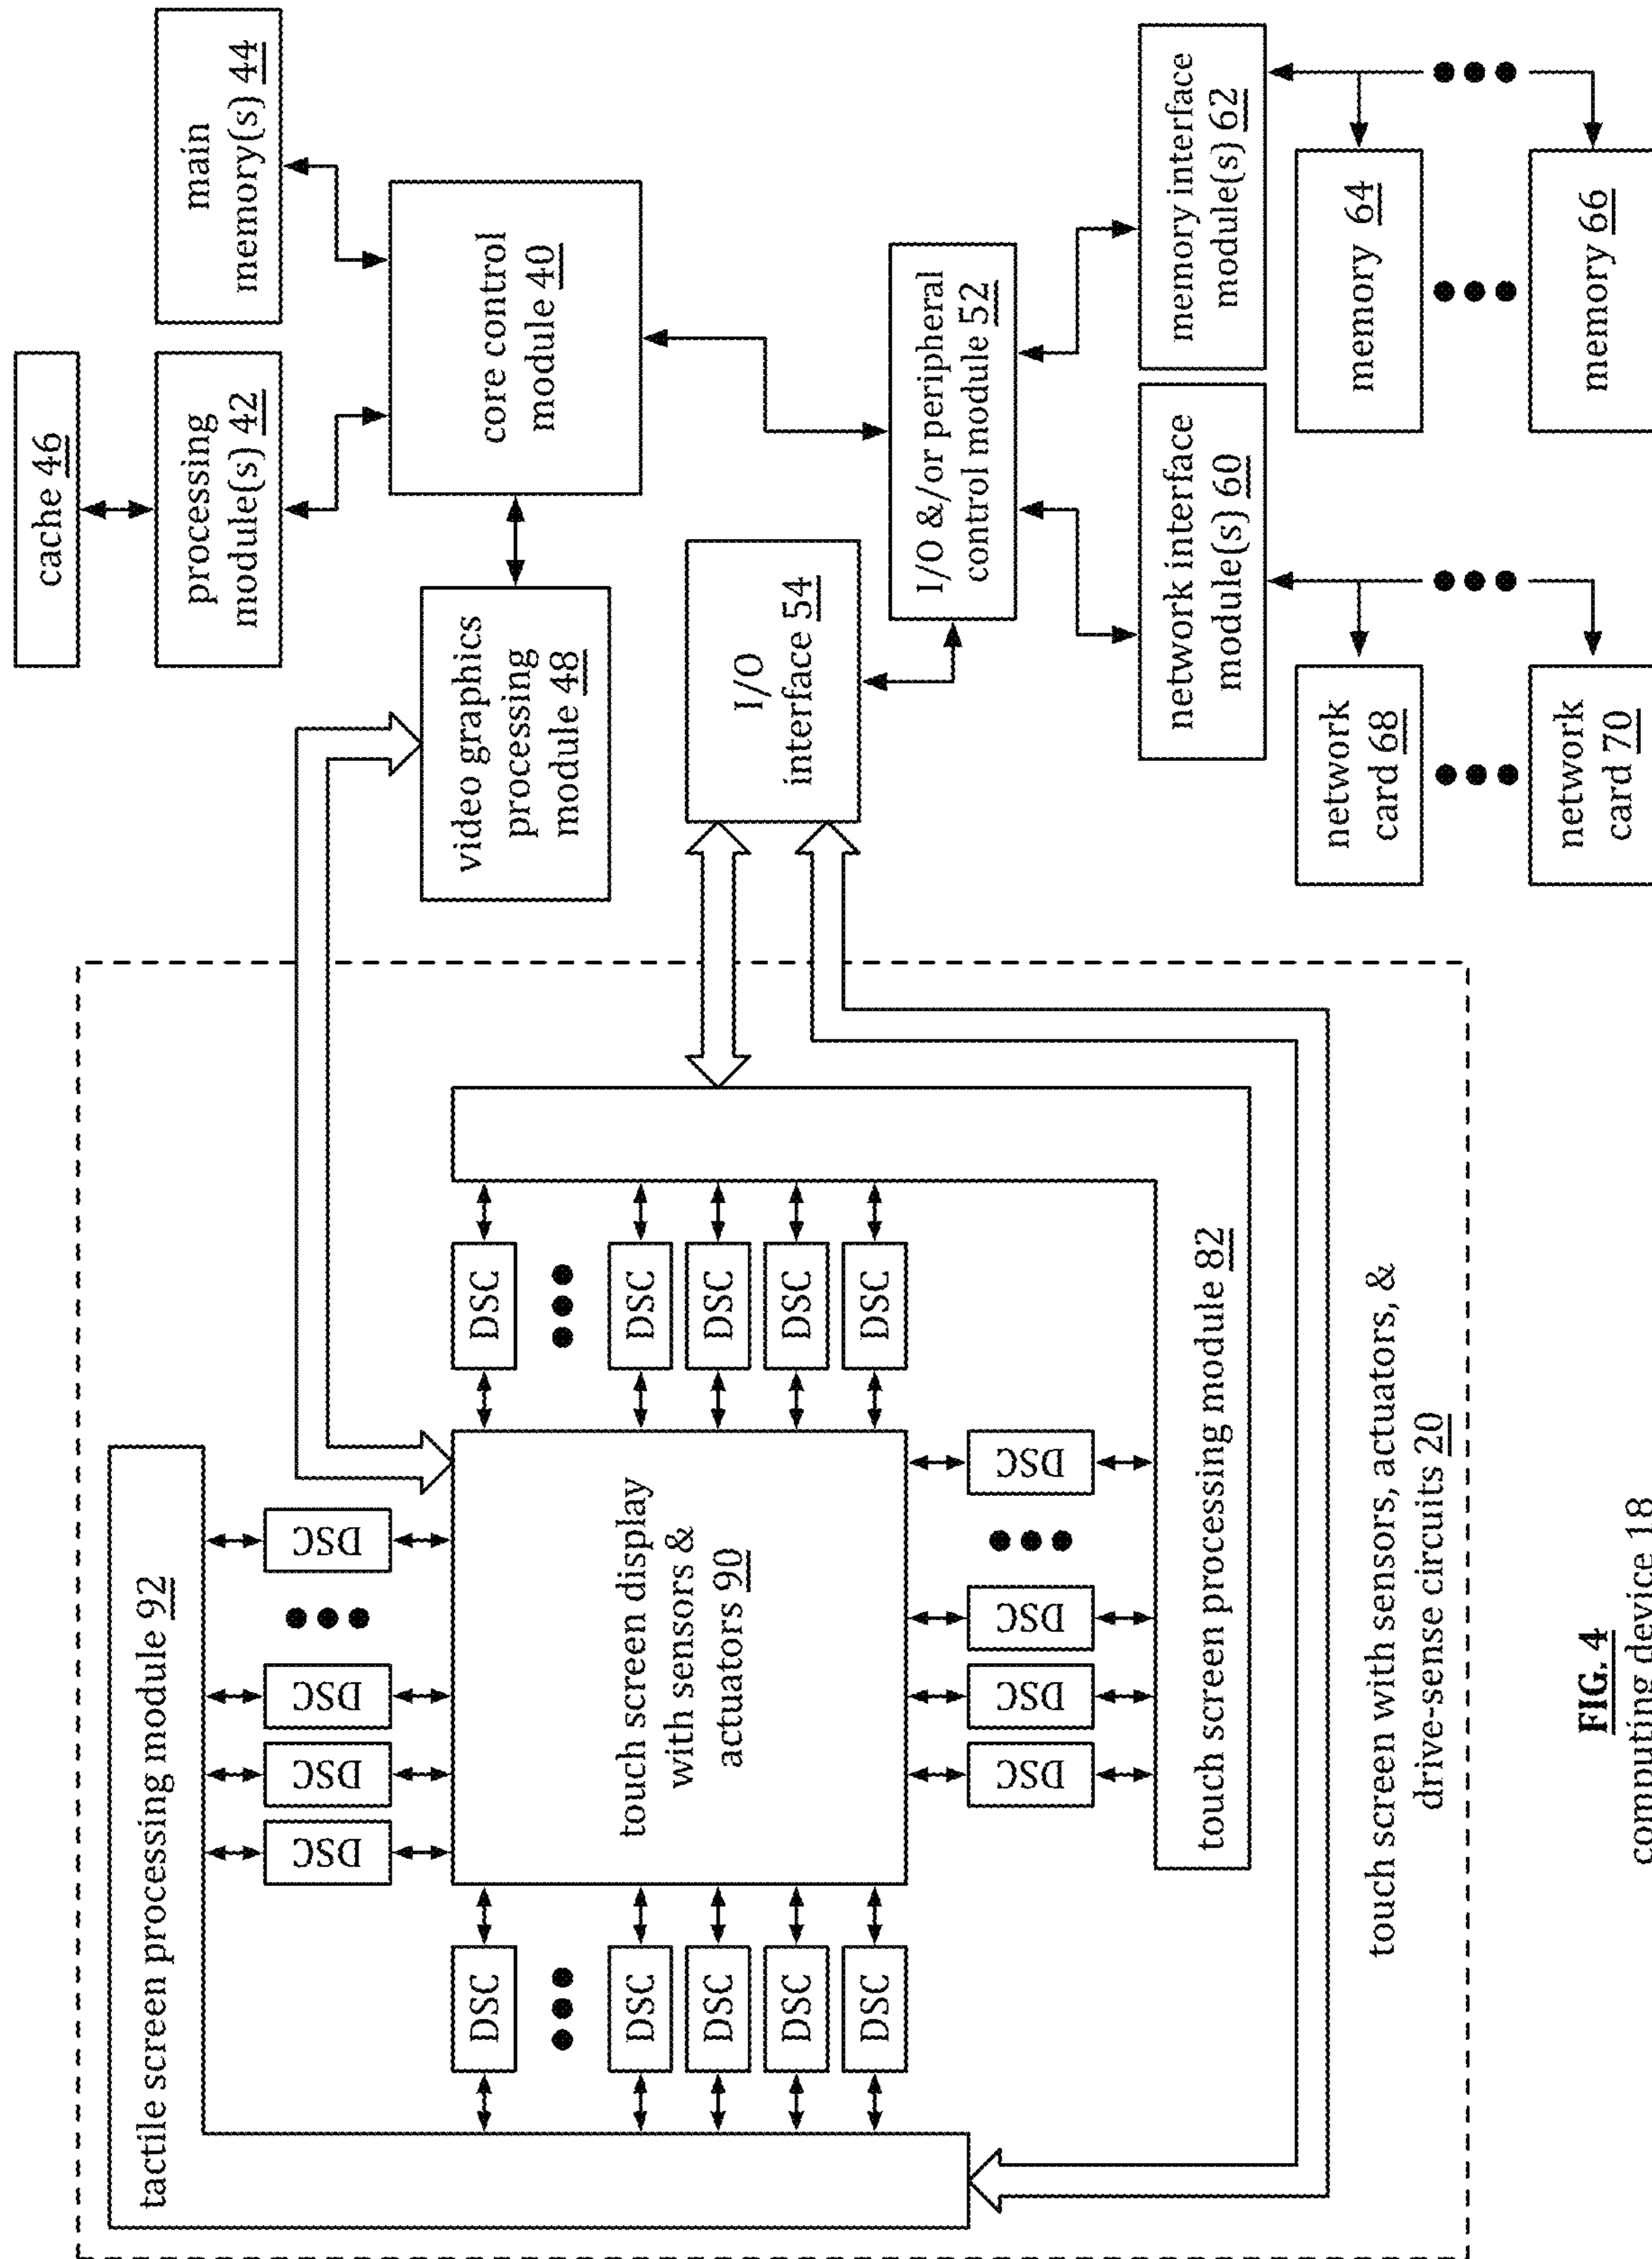 tactile screen processing module 92
DSC
DSC
DSC
DSC
DSC
DSC
DSC
DSC
DSC
touch screen display
with sensors &
actuators 90
DSC
DSC
DSC
DSC
DSC
DSC
DSC
DSC
DSC
touch screen processing module 82
touch screen with sensors, actuators, &
drive-sense circuits 20
cache 46
processing
module(s) 42
main
memory(s) 44
video graphics
processing
module 48
core control
module 40
I/O
interface 54
I/O &/or peripheral
control module 52
network interface
module(s) 60
memory interface
module(s) 62
network
card 68
memory 64
network
card 70
memory 66
FIG. 4
computing device 18